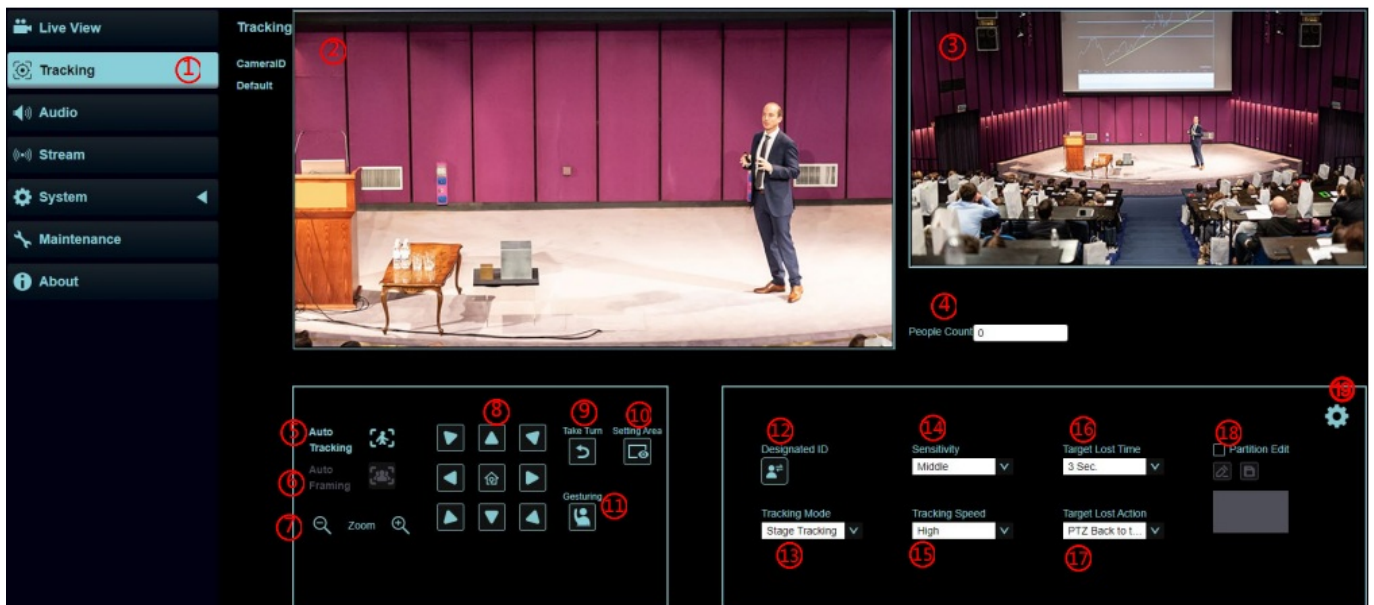 Live View
① Tracking
Audio
Stream
System
Maintenance
About
Tracking
CameraID
Default
②
③
④
People Count 0
⑤ Auto Tracking
⑥ Auto Framing
⑦ Zoom
⑧
⑨
Take Turn
⑩
Setting Area
Gesturing ⑪
⑫
Designated ID
⑬
Tracking Mode
Stage Tracking
⑭
Sensitivity
Middle
Tracking Speed
High
⑮
⑯
Target Lost Time
3 Sec.
Target Lost Action
PTZ Back to t...
⑰
⑱
Partition Edit
⑲